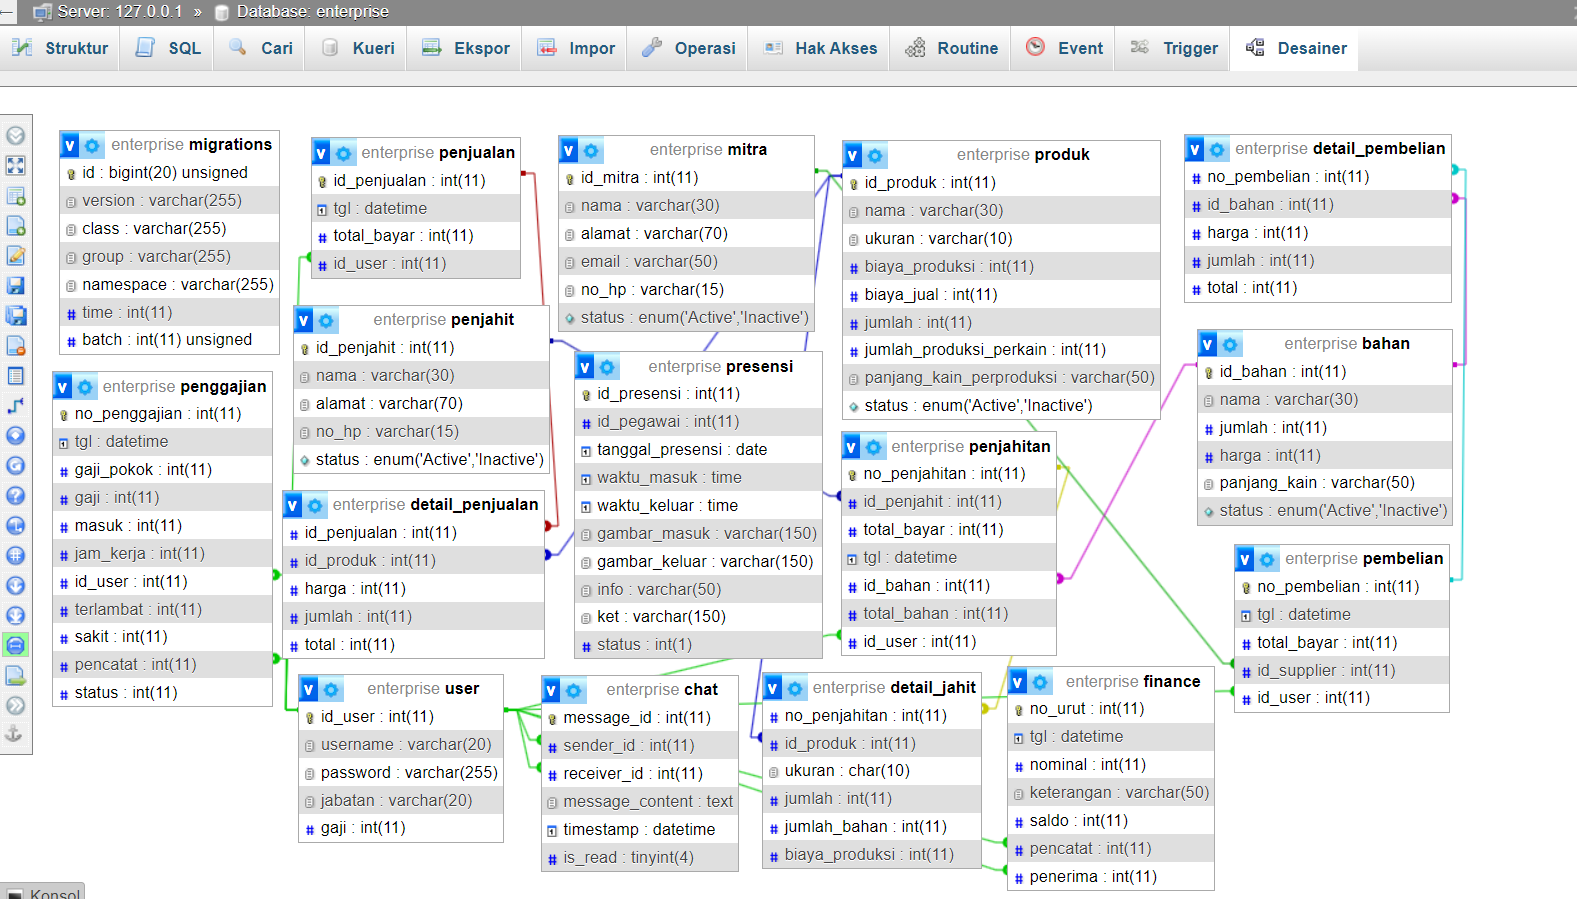 Server: 127.0.0.1 » Database: enterprise
Struktur SQL Cari Kueri Ekspor Impor Operasi Hak Akses Routine Event Trigger Desainer
enterprise migrations
id : bigint(20) unsigned
version : varchar(255)
class : varchar(255)
group : varchar(255)
namespace : varchar(255)
time : int(11)
batch : int(11) unsigned
enterprise penggajian
no_penggajian : int(11)
tgl : datetime
gaji_pokok : int(11)
gaji : int(11)
masuk : int(11)
jam_kerja : int(11)
id_user : int(11)
terlambat : int(11)
sakit : int(11)
pencatat : int(11)
status : int(11)
enterprise penjualan
id_penjualan : int(11)
tgl : datetime
total_bayar : int(11)
id_user : int(11)
enterprise penjahit
id_penjahit : int(11)
nama : varchar(30)
alamat : varchar(70)
no_hp : varchar(15)
status : enum('Active','Inactive')
enterprise detail_penjualan
id_penjualan : int(11)
id_produk : int(11)
harga : int(11)
jumlah : int(11)
total : int(11)
enterprise user
id_user : int(11)
username : varchar(20)
password : varchar(255)
jabatan : varchar(20)
gaji : int(11)
enterprise mitra
id_mitra : int(11)
nama : varchar(30)
alamat : varchar(70)
email : varchar(50)
no_hp : varchar(15)
status : enum('Active','Inactive')
enterprise presensi
id_presensi : int(11)
id_pegawai : int(11)
tanggal_presensi : date
waktu_masuk : time
waktu_keluar : time
gambar_masuk : varchar(150)
gambar_keluar : varchar(150)
info : varchar(50)
ket : varchar(150)
status : int(1)
enterprise chat
message_id : int(11)
sender_id : int(11)
receiver_id : int(11)
message_content : text
timestamp : datetime
is_read : tinyint(4)
enterprise produk
id_produk : int(11)
nama : varchar(30)
ukuran : varchar(10)
biaya_produksi : int(11)
biaya_jual : int(11)
jumlah : int(11)
jumlah_produksi_perkain : int(11)
panjang_kain_perproduksi : varchar(50)
status : enum('Active','Inactive')
enterprise penjahitan
no_penjahitan : int(11)
id_penjahit : int(11)
total_bayar : int(11)
tgl : datetime
id_bahan : int(11)
total_bahan : int(11)
id_user : int(11)
enterprise detail_jahit
no_penjahitan : int(11)
id_produk : int(11)
ukuran : char(10)
jumlah : int(11)
jumlah_bahan : int(11)
biaya_produksi : int(11)
enterprise finance
no_urut : int(11)
tgl : datetime
nominal : int(11)
keterangan : varchar(50)
saldo : int(11)
pencatat : int(11)
penerima : int(11)
enterprise detail_pembelian
no_pembelian : int(11)
id_bahan : int(11)
harga : int(11)
jumlah : int(11)
total : int(11)
enterprise bahan
id_bahan : int(11)
nama : varchar(30)
jumlah : int(11)
harga : int(11)
panjang_kain : varchar(50)
status : enum('Active','Inactive')
enterprise pembelian
no_pembelian : int(11)
tgl : datetime
total_bayar : int(11)
id_supplier : int(11)
id_user : int(11)
Konsol